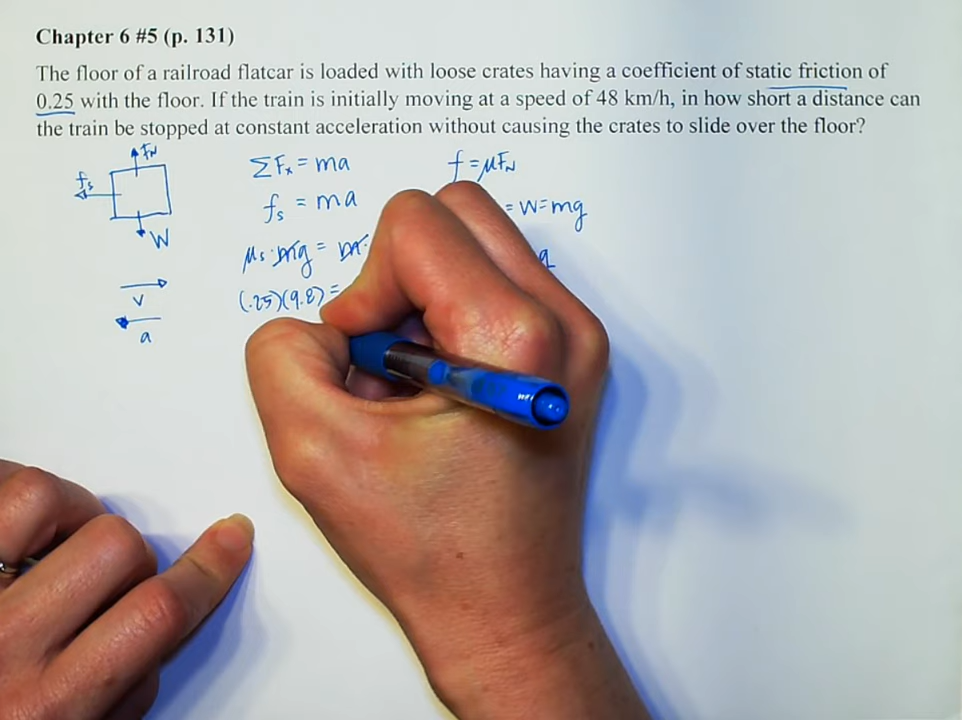 Chapter 6 #5 (p. 131)
The floor of a railroad flatcar is loaded with loose crates having a coefficient of static friction of
0.25 with the floor. If the train is initially moving at a speed of 48 km/h, in how short a distance can
the train be stopped at constant acceleration without causing the crates to slide over the floor?
FN
fs
W
v
a
ΣFx = ma
fs = ma
μs·mg = m
(.25)(9.8) =
f = μFN
= W = mg